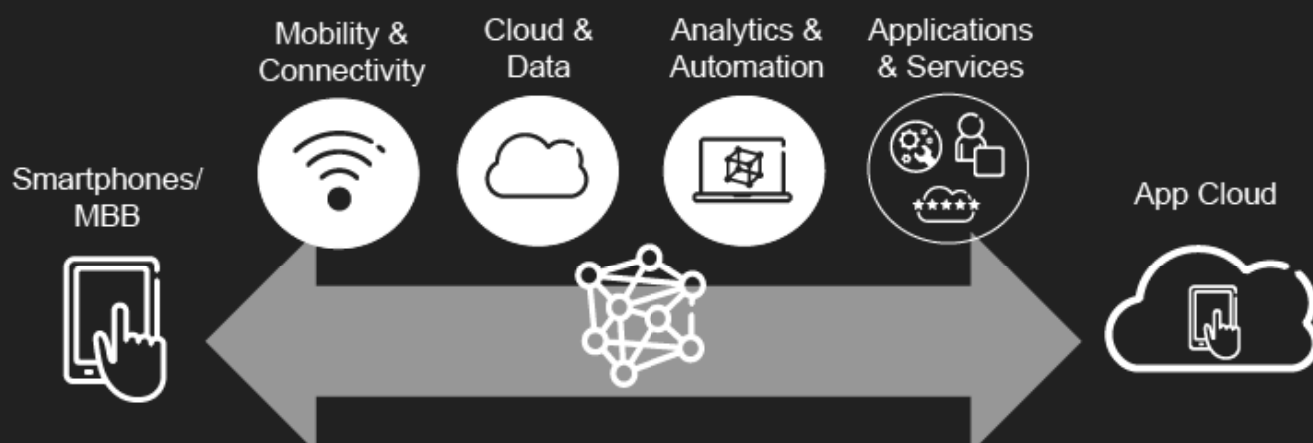 Mobility &
Connectivity
Cloud &
Data
Analytics &
Automation
Applications
& Services
Smartphones/
MBB
App Cloud